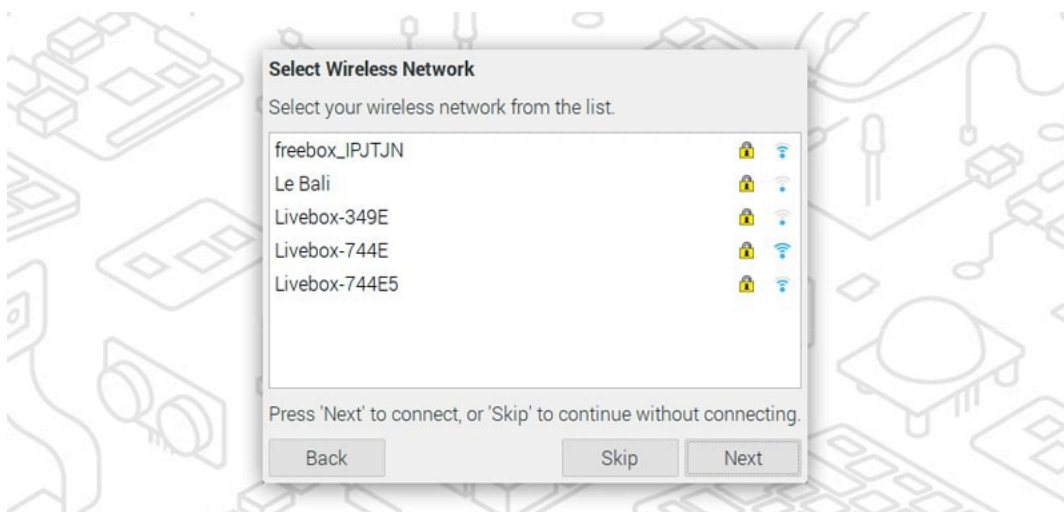 Select Wireless Network
Select your wireless network from the list.
freebox_IPJTJN
Le Bali
Livebox-349E
Livebox-744E
Livebox-744E5
Press 'Next' to connect, or 'Skip' to continue without connecting.
Back Skip Next